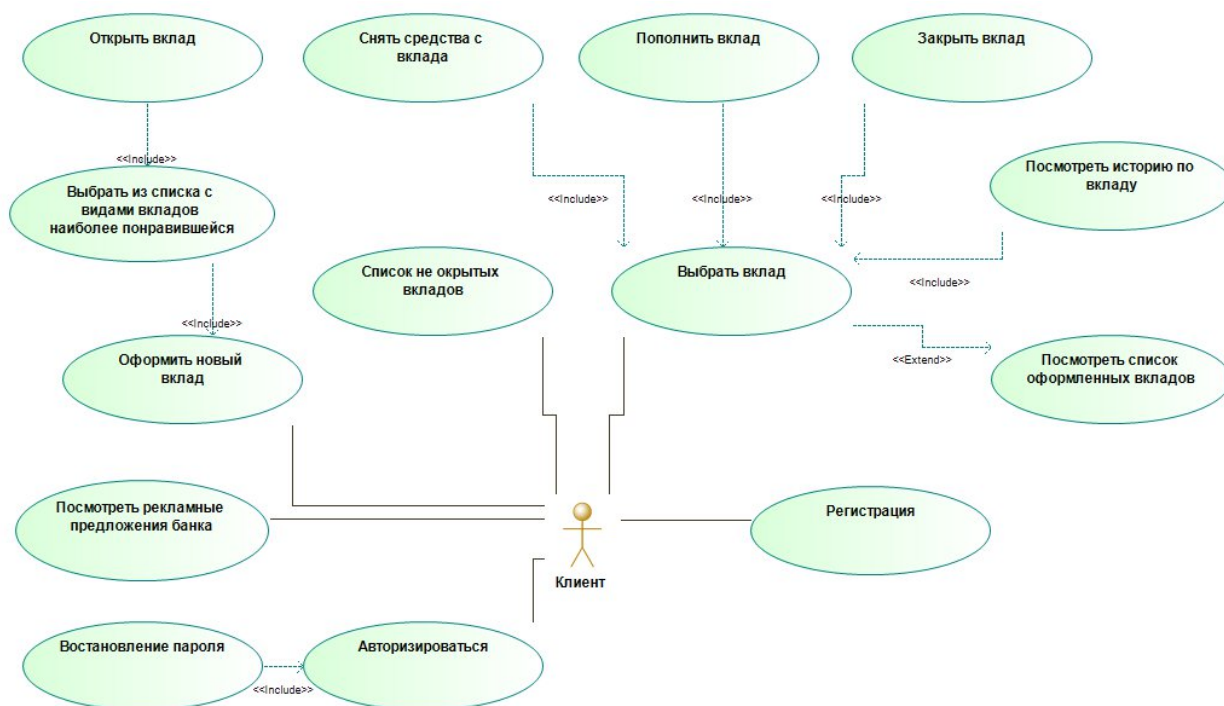 Открыть вклад
Снять средства с
вклада
Пополнить вклад
Закрыть вклад
<<Include>>
Выбрать из списка с
видами вкладов
наиболее понравившейся
<<Include>>
<<Include>>
<<Include>>
Посмотреть историю по
вкладу
Список не окрытых
вкладов
Выбрать вклад
<<Include>>
<<Include>>
Оформить новый
вклад
<<Extend>>
Посмотреть список
оформленных вкладов
Посмотреть рекламные
предложения банка
Регистрация
Клиент
Востановление пароля
<<Include>>
Авторизироваться